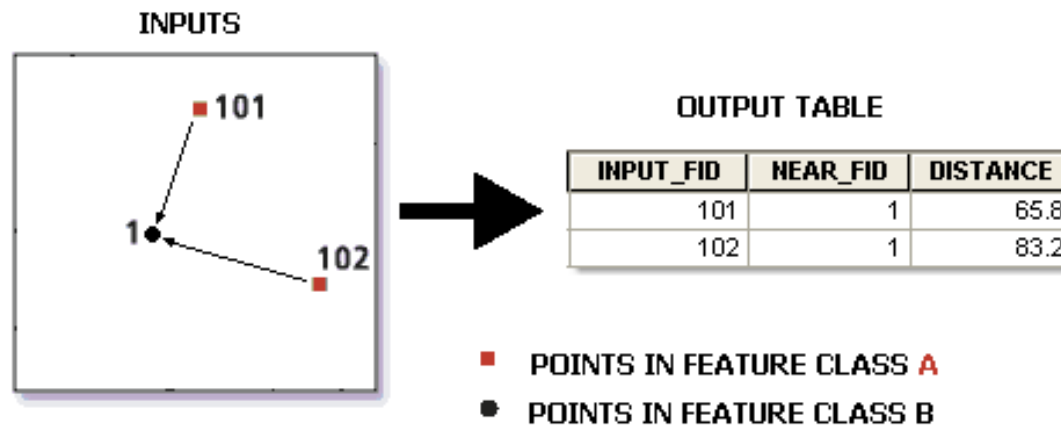 INPUTS
101
1
102
OUTPUT TABLE
INPUT_FID NEAR_FID DISTANCE
101 1 65.8
102 1 83.2
POINTS IN FEATURE CLASS A
POINTS IN FEATURE CLASS B